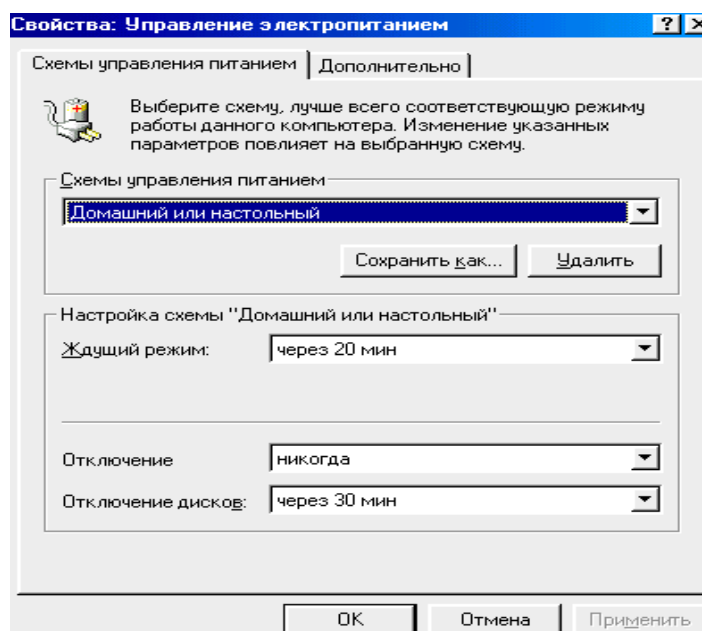 Свойства: Управление электропитанием
Схемы управления питанием Дополнительно
Выберите схему, лучше всего соответствующую режиму
работы данного компьютера. Изменение указанных
параметров повлияет на выбранную схему.
Схемы управления питанием
Домашний или настольный
Сохранить как... Удалить
Настройка схемы "Домашний или настольный"
Ждущий режим: через 20 мин
Отключение никогда
Отключение дисков: через 30 мин
OK Отмена Применить